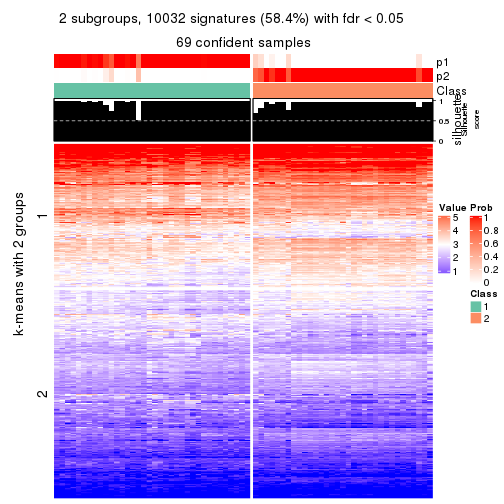 2 subgroups, 10032 signatures (58.4%) with fdr < 0.05
69 confident samples
p1
p2
Class
1
0.5
0
silhouette
Silhouette
score
k-means with 2 groups
1
2
Value
5
4
3
2
1
Prob
1
0.8
0.6
0.4
0.2
0
Class
1
2